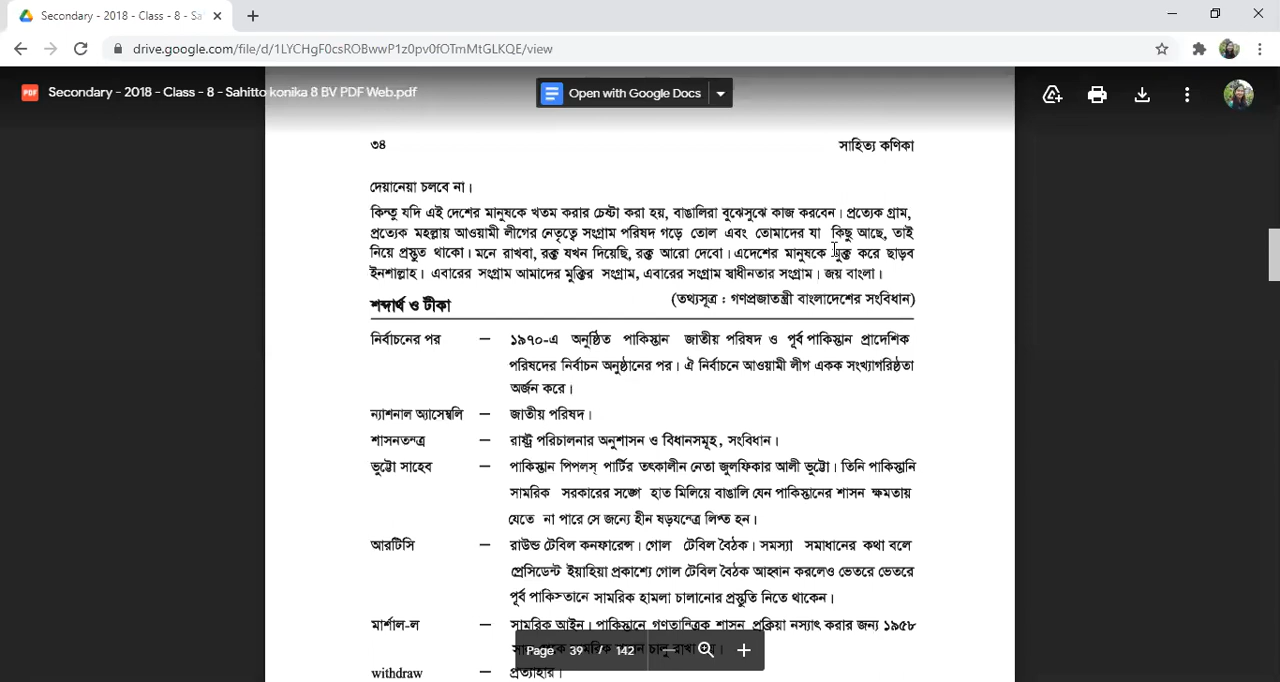 Secondary - 2018 - Class - 8 - Sa
drive.google.com/file/d/1LYCHgF0csROBwwP1z0pv0fOTmMtGLKQE/view
PDF Secondary - 2018 - Class - 8 - Sahitto konika 8 BV PDF Web.pdf
Open with Google Docs
৩৪ সাহিত্য কণিকা
দেয়ানেয়া চলবে না।
কিন্তু যদি এই দেশের মানুষকে খতম করার চেষ্টা করা হয়, বাঙালিরা বুঝেসুঝে কাজ করবেন। প্রত্যেক গ্রাম,
প্রত্যেক মহল্লায় আওয়ামী লীগের নেতৃত্বে সংগ্রাম পরিষদ গড়ে তোল এবং তোমাদের যা কিছু আছে, তাই
নিয়ে প্রস্তুত থাকো। মনে রাখবা, রক্ত যখন দিয়েছি, রক্ত আরো দেবো। এদেশের মানুষকে মুক্ত করে ছাড়ব
ইনশাল্লাহ। এবারের সংগ্রাম আমাদের মুক্তির সংগ্রাম, এবারের সংগ্রাম স্বাধীনতার সংগ্রাম। জয় বাংলা।
শব্দার্থ ও টীকা (তথ্যসূত্র : গণপ্রজাতন্ত্রী বাংলাদেশের সংবিধান)
নির্বাচনের পর — ১৯৭০-এ অনুষ্ঠিত পাকিস্তান জাতীয় পরিষদ ও পূর্ব পাকিস্তান প্রাদেশিক
পরিষদের নির্বাচন অনুষ্ঠানের পর। ঐ নির্বাচনে আওয়ামী লীগ একক সংখ্যাগরিষ্ঠতা
অর্জন করে।
ন্যাশনাল অ্যাসেম্বলি — জাতীয় পরিষদ।
শাসনতন্ত্র — রাষ্ট্র পরিচালনার অনুশাসন ও বিধানসমূহ, সংবিধান।
ভুট্টো সাহেব — পাকিস্তান পিপলস্ পার্টির তৎকালীন নেতা জুলফিকার আলী ভুট্টো। তিনি পাকিস্তানি
সামরিক সরকারের সঙ্গে হাত মিলিয়ে বাঙালি যেন পাকিস্তানের শাসন ক্ষমতায়
যেতে না পারে সে জন্যে হীন ষড়যন্ত্রে লিপ্ত হন।
আরটিসি — রাউন্ড টেবিল কনফারেন্স। গোল টেবিল বৈঠক। সমস্যা সমাধানের কথা বলে
প্রেসিডেন্ট ইয়াহিয়া প্রকাশ্যে গোল টেবিল বৈঠক আহ্বান করলেও ভেতরে ভেতরে
পূর্ব পাকিস্তানে সামরিক হামলা চালানোর প্রস্তুতি নিতে থাকেন।
মার্শাল-ল — সামরিক আইন। পাকিস্তানে গণতান্ত্রিক শাসন প্রক্রিয়া নস্যাৎ করার জন্য ১৯৫৮
Page 39 / 142
withdraw — প্রত্যাহার।